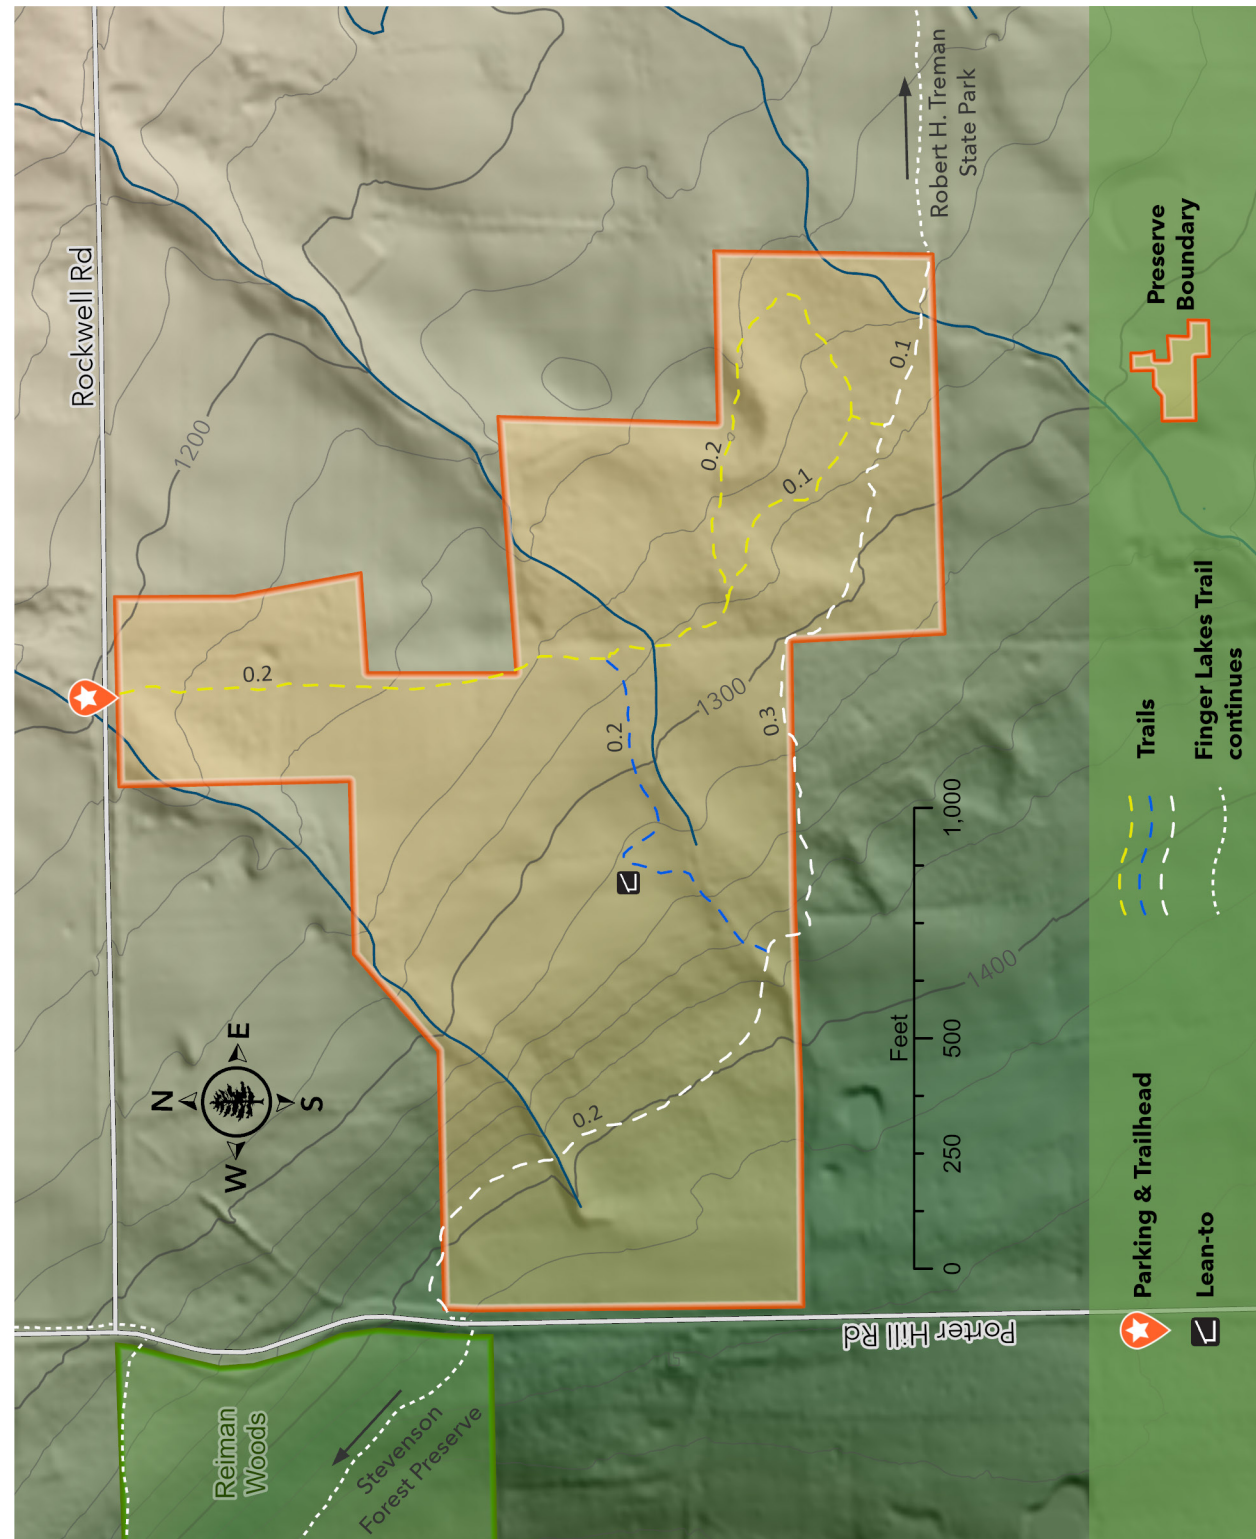 Rockwell Rd
N
W
E
S
1200
0.2
Reiman
Woods
Stevenson
Forest Preserve
0.2
0.2
0.2
1300
0.3
0.1
0.1
Porter Hill Rd
Robert H. Treman
State Park
Feet
0
250
500
1,000
1400
Parking & Trailhead
Lean-to
Trails
Finger Lakes Trail
continues
Preserve
Boundary